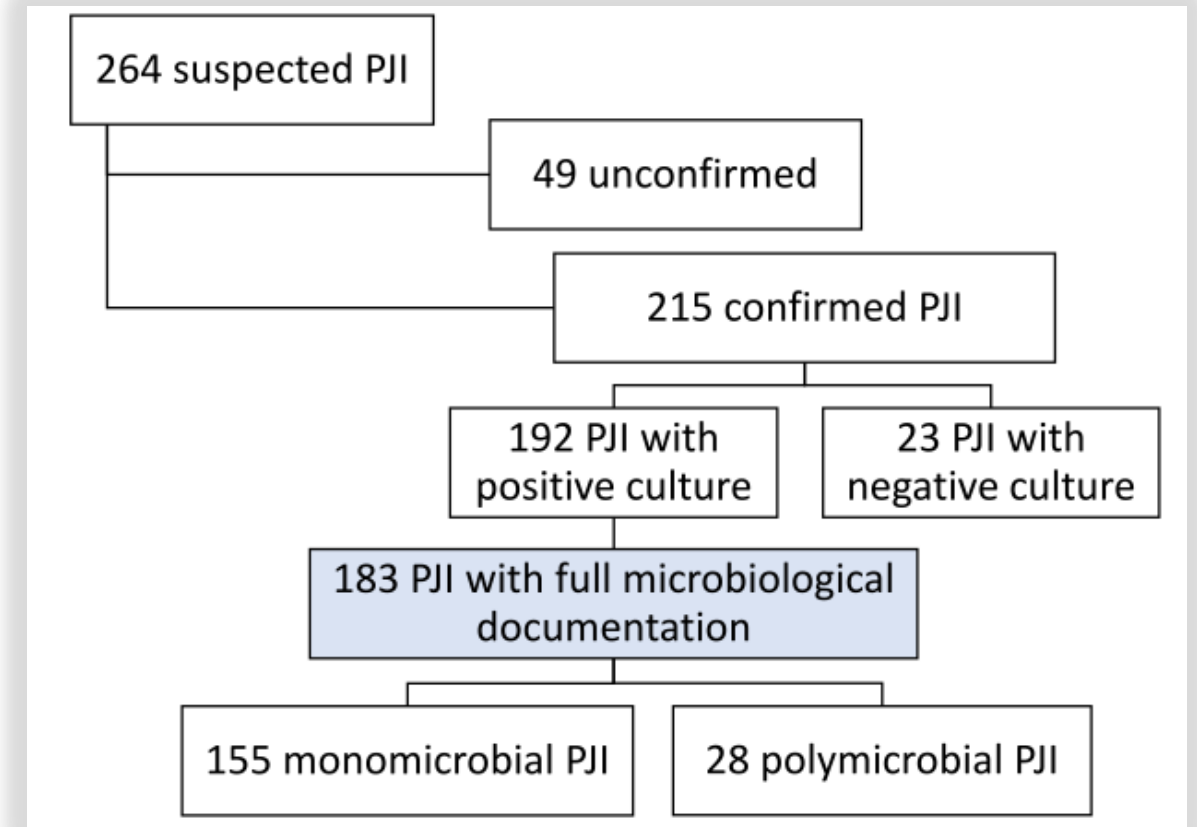 264 suspected PJI
49 unconfirmed
215 confirmed PJI
192 PJI with
positive culture
23 PJI with
negative culture
183 PJI with full microbiological
documentation
155 monomicrobial PJI
28 polymicrobial PJI